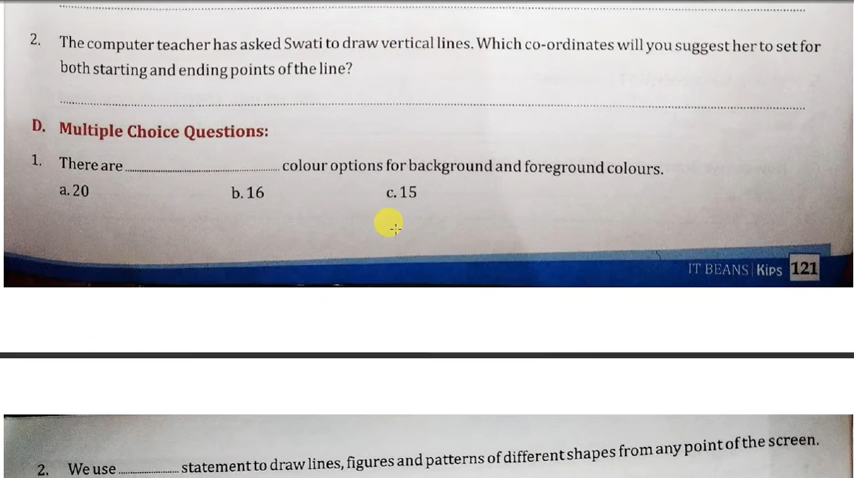 2. The computer teacher has asked Swati to draw vertical lines. Which co-ordinates will you suggest her to set for
both starting and ending points of the line?
D. Multiple Choice Questions:
1. There are ........................................ colour options for background and foreground colours.
a. 20 b. 16 c. 15
IT BEANS | Kips 121
2. We use .................... statement to draw lines, figures and patterns of different shapes from any point of the screen.